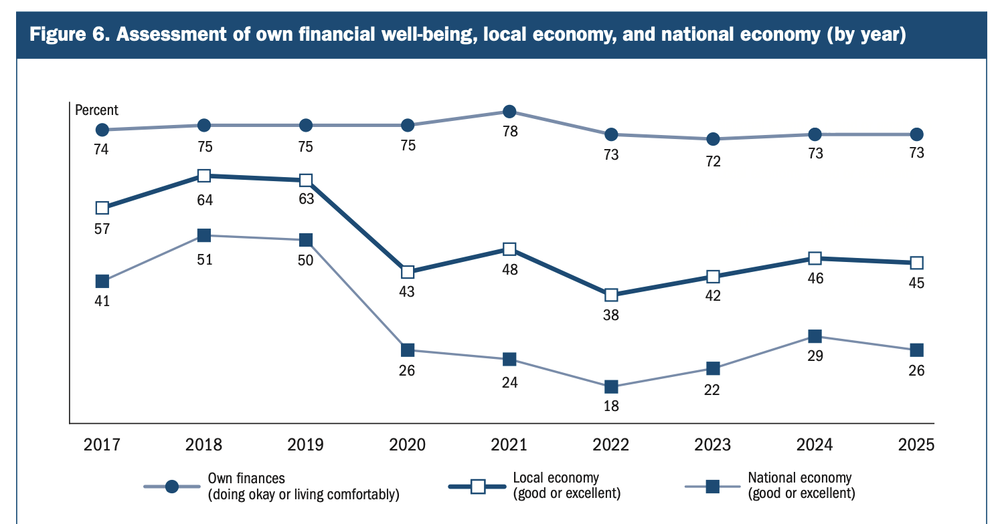 Figure 6. Assessment of own financial well-being, local economy, and national economy (by year)
Percent
74 75 75 75 78 73 72 73 73
57 64 63 43 48 38 42 46 45
41 51 50 26 24 18 22 29 26
2017 2018 2019 2020 2021 2022 2023 2024 2025
Own finances
(doing okay or living comfortably)
Local economy
(good or excellent)
National economy
(good or excellent)